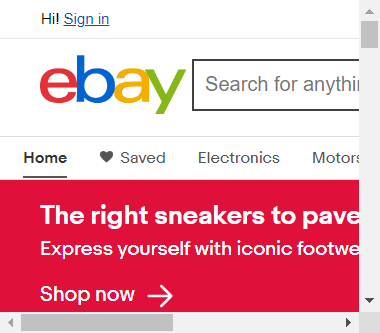 Hi! Sign in
ebay
Search for anythin
Home Saved Electronics Motors
The right sneakers to pave
Express yourself with iconic footwe
Shop now